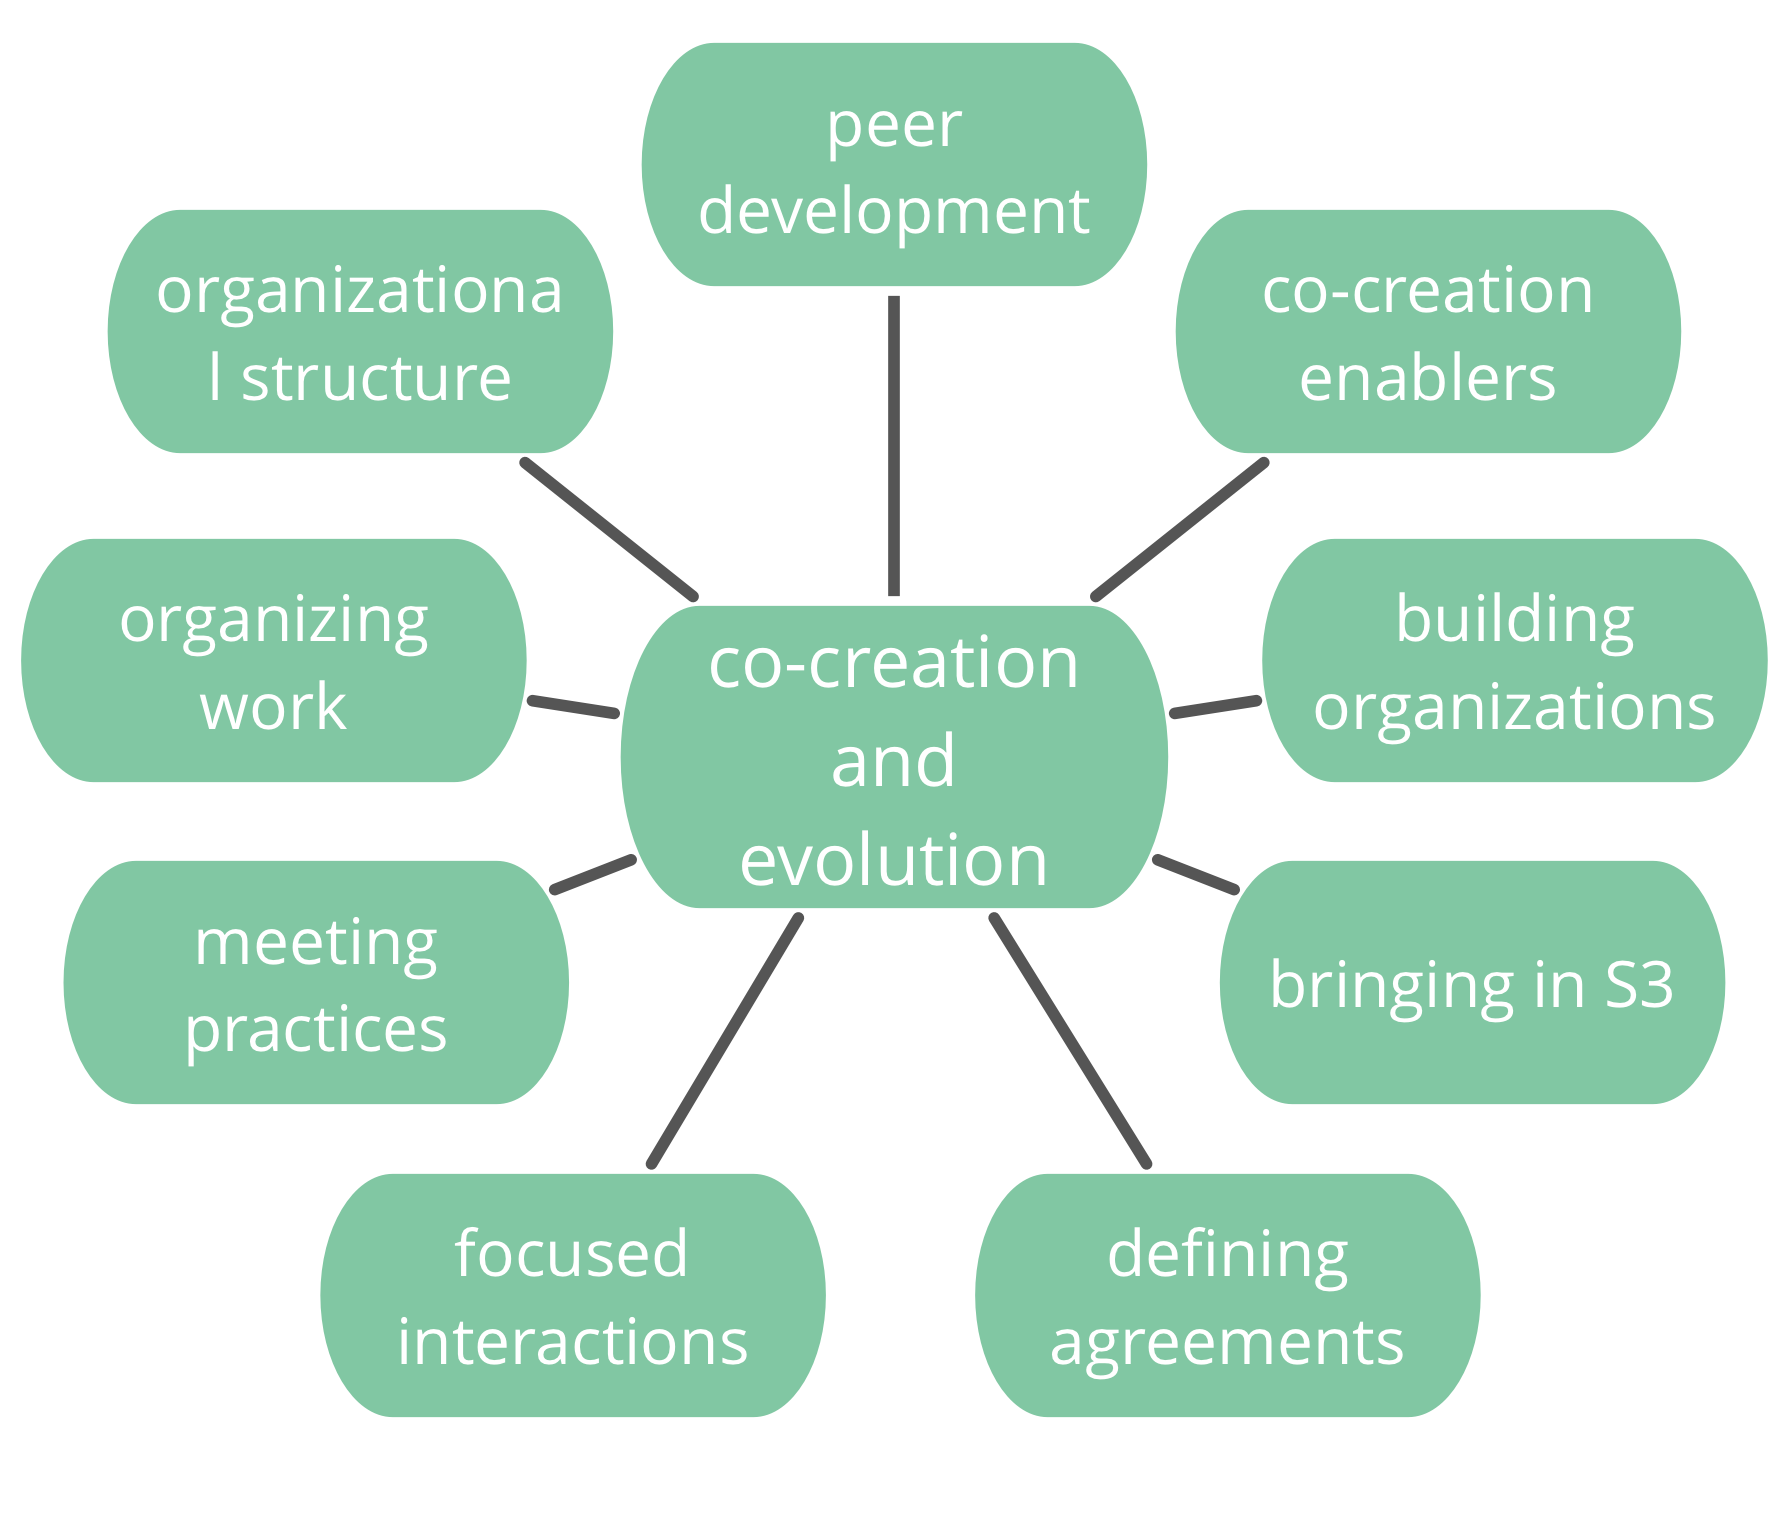 peer
development
organizationa
l structure
co-creation
enablers
organizing
work
co-creation
and
evolution
building
organizations
meeting
practices
bringing in S3
focused
interactions
defining
agreements